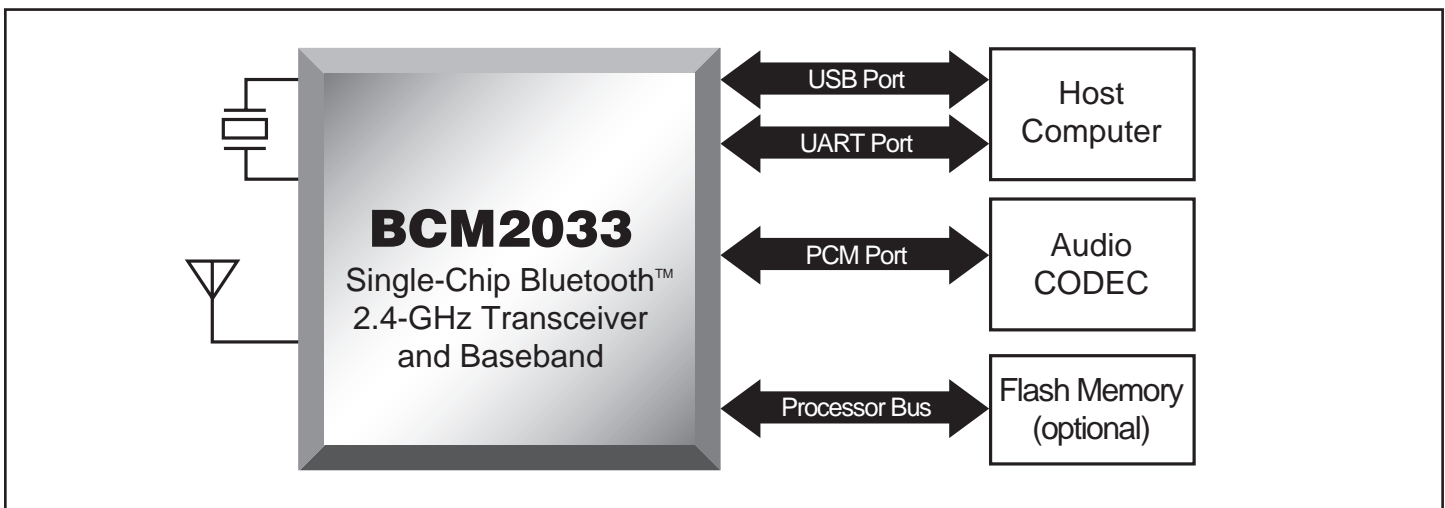 BCM2033
Single-Chip Bluetooth™
2.4-GHz Transceiver
and Baseband
USB Port
UART Port
PCM Port
Processor Bus
Host
Computer
Audio
CODEC
Flash Memory
(optional)